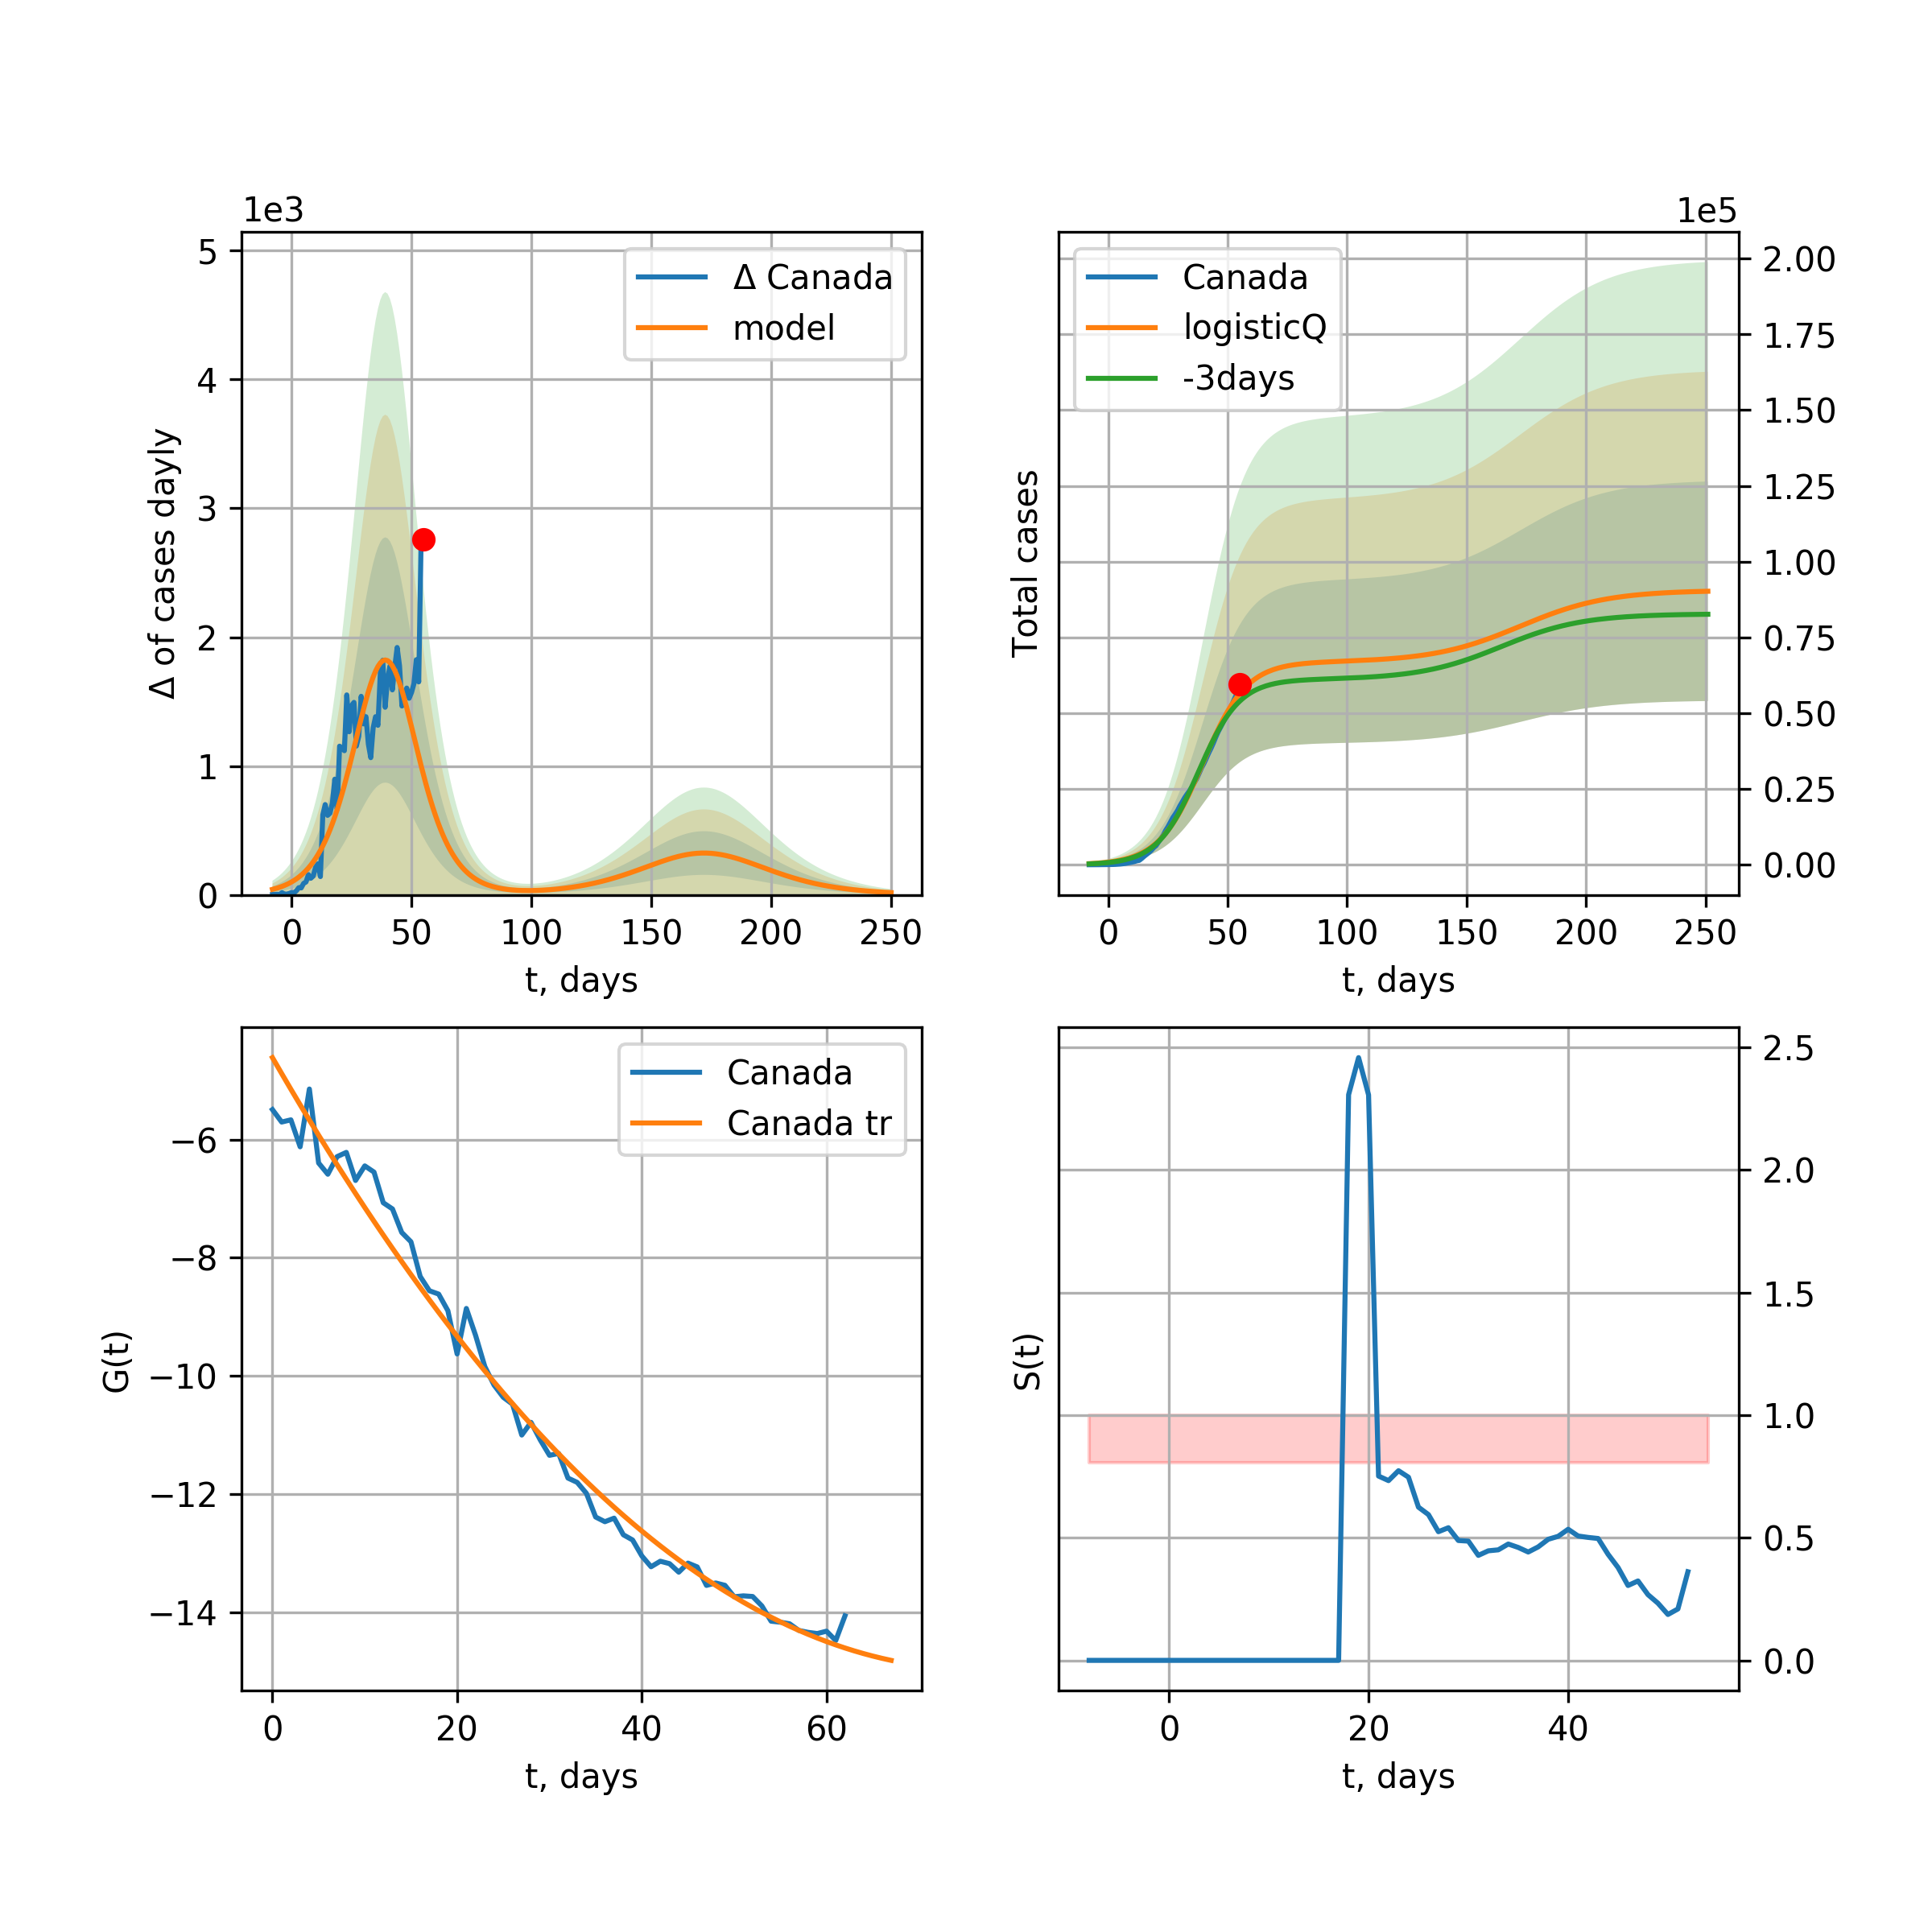 1e3
5
4
3
2
1
0
Δ of cases dayly
Δ Canada
model
0 50 100 150 200 250
t, days
1e5
Canada
logisticQ
-3days
Total cases
2.00
1.75
1.50
1.25
1.00
0.75
0.50
0.25
0.00
0 50 100 150 200 250
t, days
G(t)
−6
−8
−10
−12
−14
Canada
Canada tr
0 20 40 60
t, days
S(t)
2.5
2.0
1.5
1.0
0.5
0.0
0 20 40
t, days